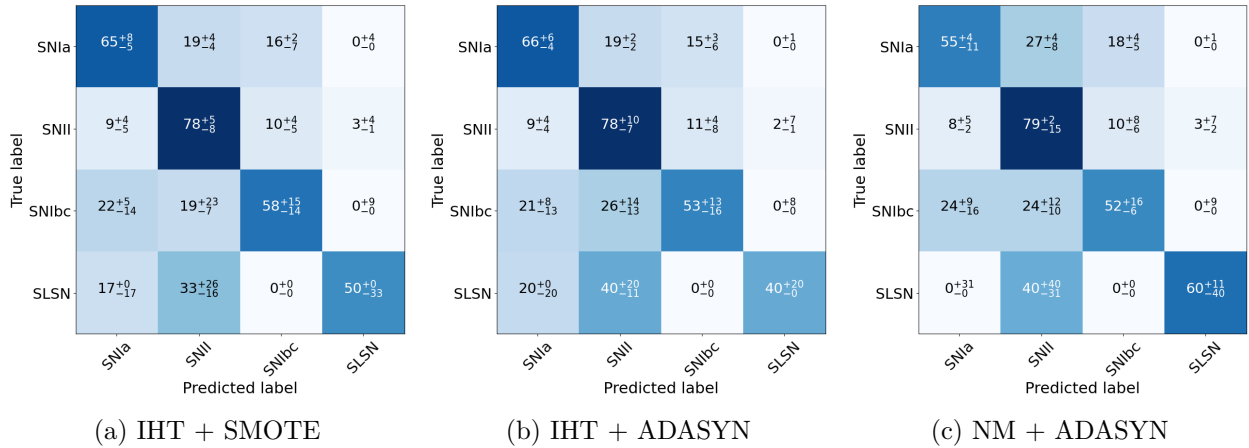 SNIa 65+8−5 19+4−4 16+2−7 0+4−0
SNII 9+4−5 78+5−8 10+4−5 3+4−1
SNIbc 22+5−14 19+23−7 58+15−14 0+9−0
SLSN 17+0−17 33+26−16 0+0−0 50+0−33
True label
SNIa SNII SNIbc SLSN
Predicted label
(a) IHT + SMOTE
SNIa 66+6−4 19+2−2 15+3−6 0+1−0
SNII 9+4−4 78+10−7 11+4−8 2+7−1
SNIbc 21+8−13 26+14−13 53+13−16 0+8−0
SLSN 20+0−20 40+20−11 0+0−0 40+20−0
True label
SNIa SNII SNIbc SLSN
Predicted label
(b) IHT + ADASYN
SNIa 55+4−11 27+4−8 18+4−5 0+1−0
SNII 8+5−2 79+2−15 10+8−6 3+7−2
SNIbc 24+9−16 24+12−10 52+16−6 0+9−0
SLSN 0+31−0 40+40−31 0+0−0 60+11−40
True label
SNIa SNII SNIbc SLSN
Predicted label
(c) NM + ADASYN